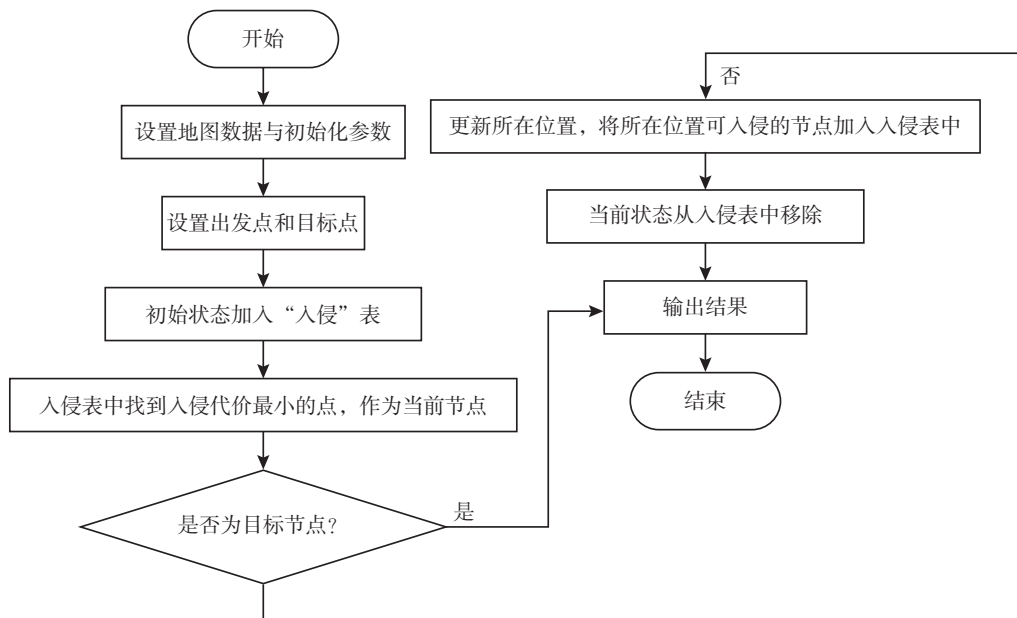 开始
设置地图数据与初始化参数
设置出发点和目标点
初始状态加入“入侵”表
入侵表中找到入侵代价最小的点，作为当前节点
是否为目标节点?
是
否
更新所在位置，将所在位置可入侵的节点加入入侵表中
当前状态从入侵表中移除
输出结果
结束